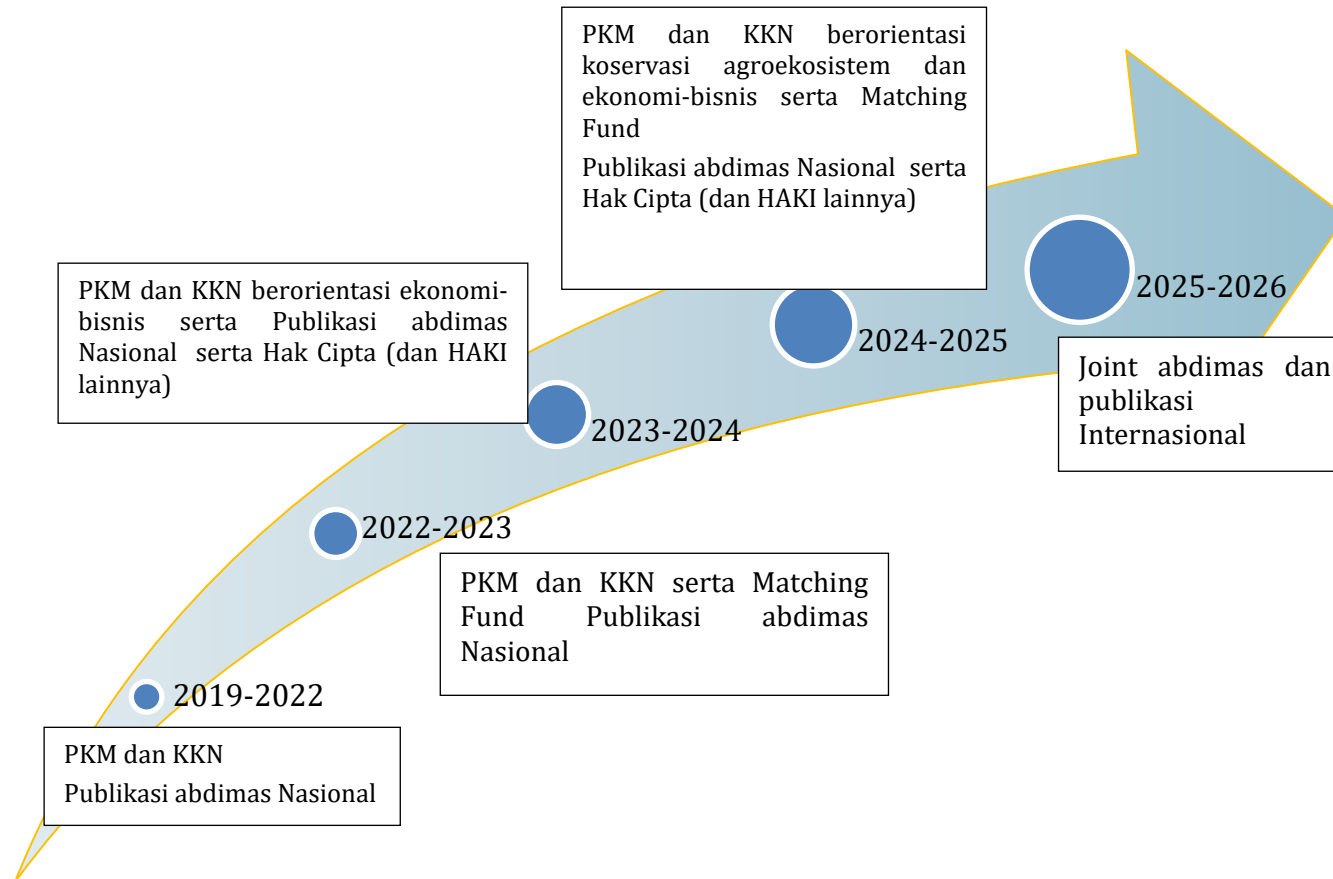 PKM dan KKN berorientasi
koservasi agroekosistem dan
ekonomi-bisnis serta Matching
Fund
Publikasi abdimas Nasional serta
Hak Cipta (dan HAKI lainnya)
PKM dan KKN berorientasi ekonomi-
bisnis serta Publikasi abdimas
Nasional serta Hak Cipta (dan HAKI
lainnya)
2025-2026
2024-2025
Joint abdimas dan
publikasi
Internasional
2023-2024
2022-2023
PKM dan KKN serta Matching
Fund Publikasi abdimas
Nasional
2019-2022
PKM dan KKN
Publikasi abdimas Nasional